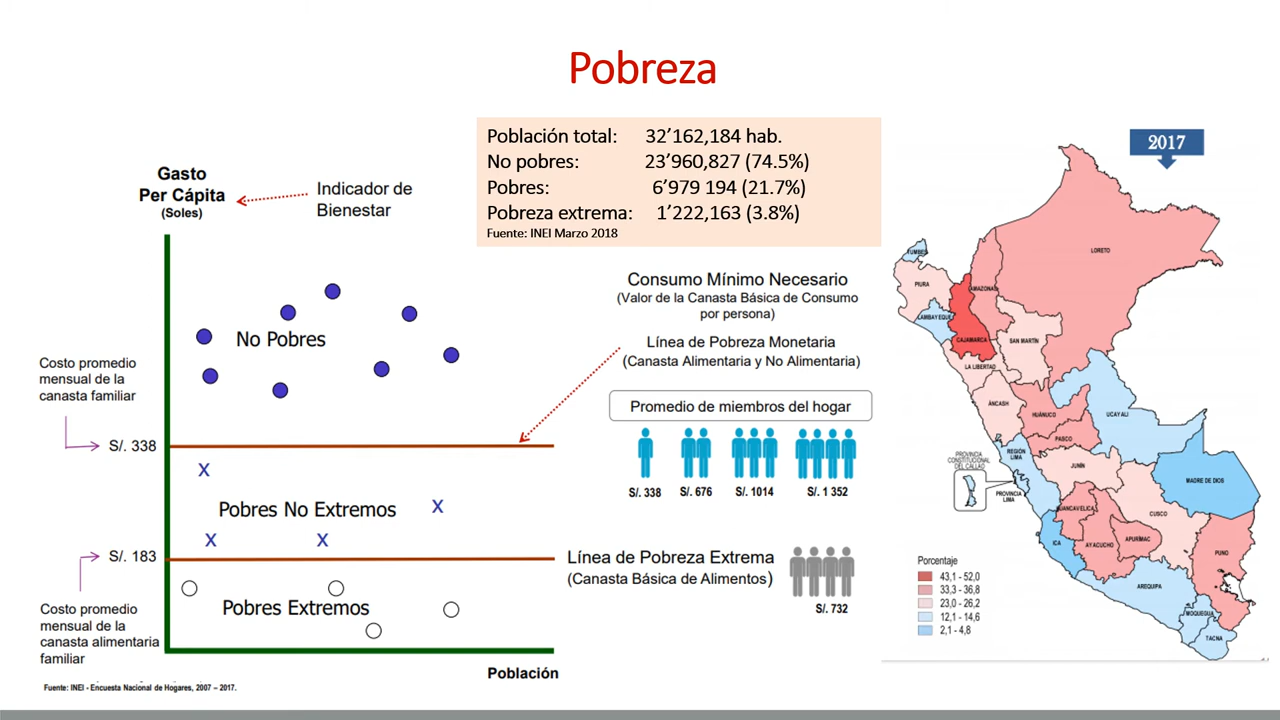 Pobreza
Población total: 32’162,184 hab.
No pobres: 23’960,827 (74.5%)
Pobres: 6’979 194 (21.7%)
Pobreza extrema: 1’222,163 (3.8%)
Fuente: INEI Marzo 2018
Gasto
Per Cápita
(Soles)
Indicador de
Bienestar
No Pobres
Costo promedio
mensual de la
canasta familiar
S/. 338
X
Pobres No Extremos
X
X
X
S/. 183
Pobres Extremos
Costo promedio
mensual de la
canasta alimentaria
familiar
Población
Fuente: INEI - Encuesta Nacional de Hogares, 2007 – 2017.
Consumo Mínimo Necesario
(Valor de la Canasta Básica de Consumo
por persona)
Línea de Pobreza Monetaria
(Canasta Alimentaria y No Alimentaria)
Promedio de miembros del hogar
S/. 338 S/. 676 S/. 1014 S/. 1 352
Línea de Pobreza Extrema
(Canasta Básica de Alimentos)
S/. 732
2017
TUMBES
LORETO
PIURA
AMAZONAS
LAMBAYEQUE
CAJAMARCA
SAN MARTÍN
LA LIBERTAD
ÁNCASH
HUÁNUCO
UCAYALI
PASCO
REGIÓN
LIMA
PROVINCIA
CONSTITUCIONAL
DEL CALLAO
JUNÍN
MADRE DE DIOS
PROVINCIA
LIMA
HUANCAVELICA
CUSCO
ICA
AYACUCHO
APURÍMAC
PUNO
AREQUIPA
MOQUEGUA
TACNA
Porcentaje
43,1 - 52,0
33,3 - 36,8
23,0 - 26,2
12,1 - 14,6
2,1 - 4,8